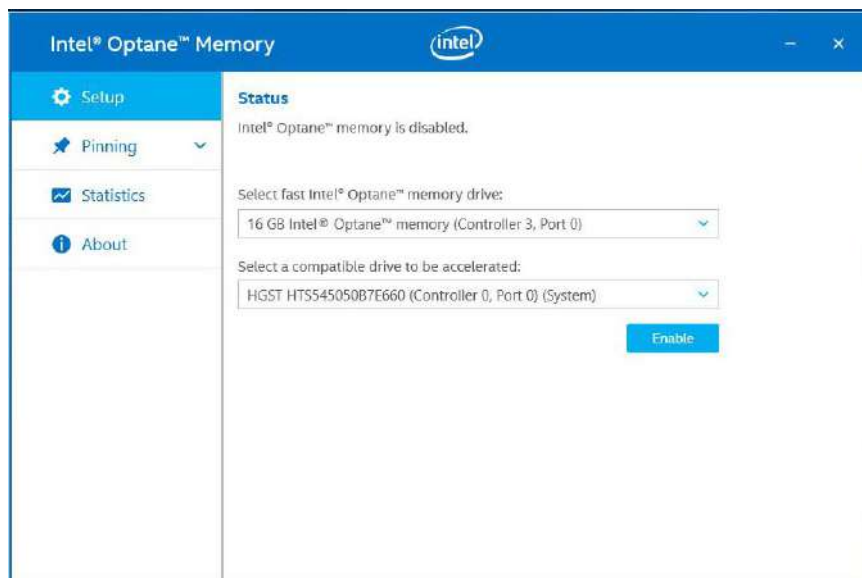 Intel® Optane™ Memory
intel
Setup
Pinning
Statistics
About
Status
Intel® Optane™ memory is disabled.
Select fast Intel® Optane™ memory drive:
16 GB Intel® Optane™ memory (Controller 3, Port 0)
Select a compatible drive to be accelerated:
HGST HTS545050B7E660 (Controller 0, Port 0) (System)
Enable